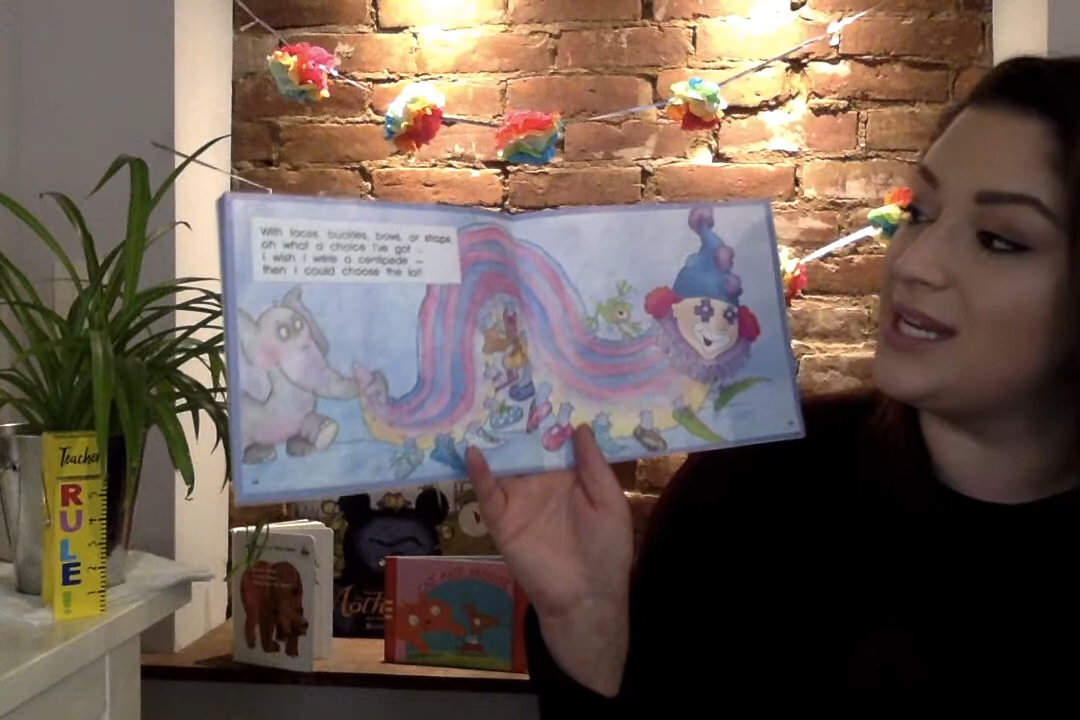 With laces, buckles, bows, or straps,
oh what a choice I've got ..
I wish I were a centipede —
then I could choose the lot!
Teacher
RULE